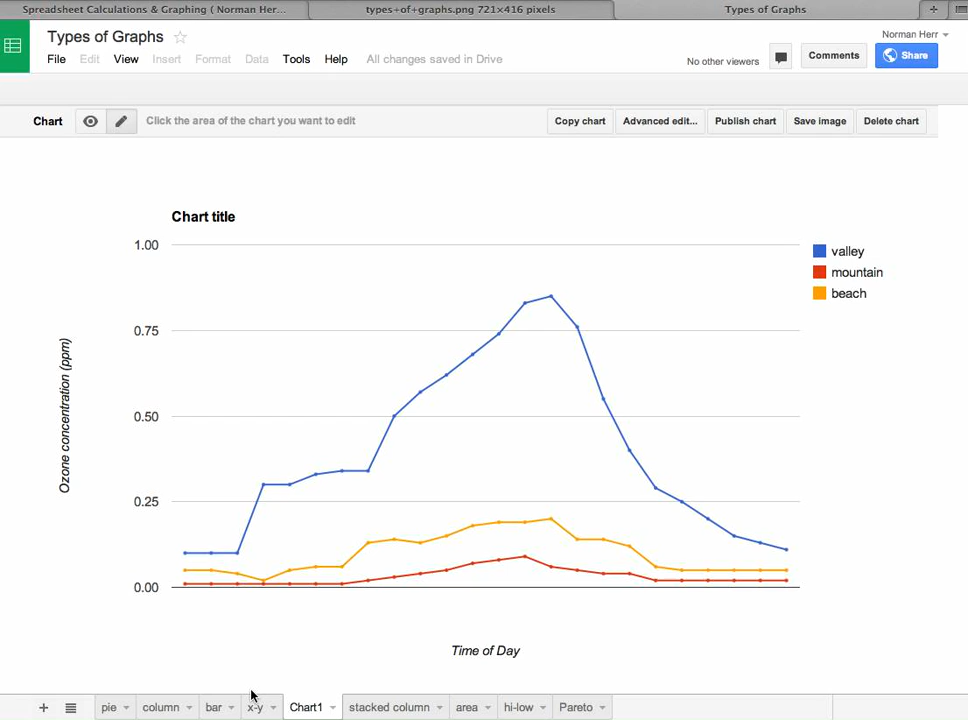 Spreadsheet Calculations & Graphing ( Norman Her...
types+of+graphs.png 721×416 pixels
Types of Graphs
Types of Graphs
Norman Herr
File Edit View Insert Format Data Tools Help All changes saved in Drive
No other viewers
Comments
Share
Chart
Click the area of the chart you want to edit
Copy chart
Advanced edit...
Publish chart
Save image
Delete chart
Chart title
1.00
0.75
0.50
0.25
0.00
Ozone concentration (ppm)
valley
mountain
beach
Time of Day
pie column bar x-y Chart1 stacked column area hi-low Pareto